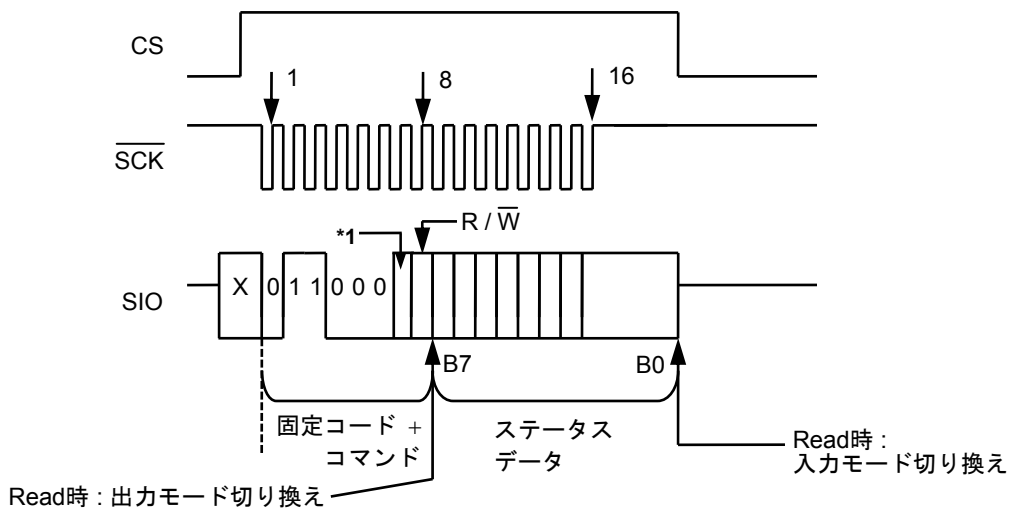 CS
1
8
16
SCK
R / W
*1
SIO
X 0 1 1 0 0 0
B7
B0
固定コード +
コマンド
ステータス
データ
Read時 :
入力モード切り換え
Read時 : 出力モード切り換え